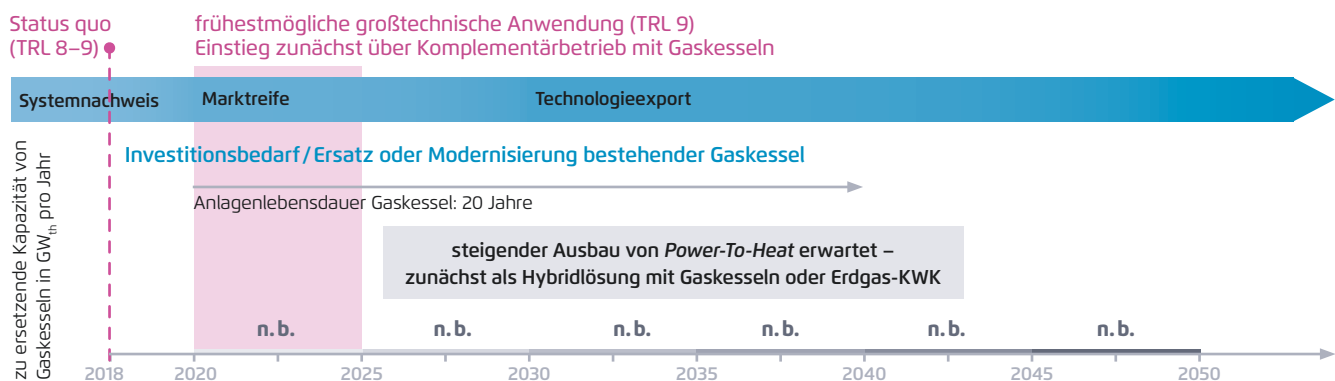 Status quo
(TRL 8–9)
frühestmögliche großtechnische Anwendung (TRL 9)
Einstieg zunächst über Komplementärbetrieb mit Gaskesseln
Systemnachweis
Marktreife
Technologieexport
zu ersetzende Kapazität von
Gaskesseln in GWth pro Jahr
Investitionsbedarf / Ersatz oder Modernisierung bestehender Gaskessel
Anlagenlebensdauer Gaskessel: 20 Jahre
steigender Ausbau von Power-To-Heat erwartet –
zunächst als Hybridlösung mit Gaskesseln oder Erdgas-KWK
n. b.
n. b.
n. b.
n. b.
n. b.
n. b.
2018
2020
2025
2030
2035
2040
2045
2050